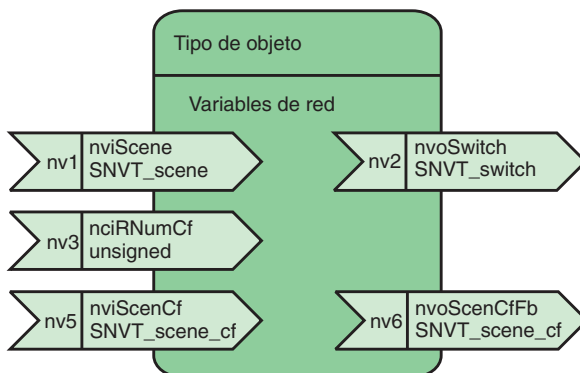 Tipo de objeto
Variables de red
nv1
nviScene
SNVT_scene
nv2
nvoSwitch
SNVT_switch
nv3
nciRNumCf
unsigned
nv5
nviScenCf
SNVT_scene_cf
nv6
nvoScenCfFb
SNVT_scene_cf